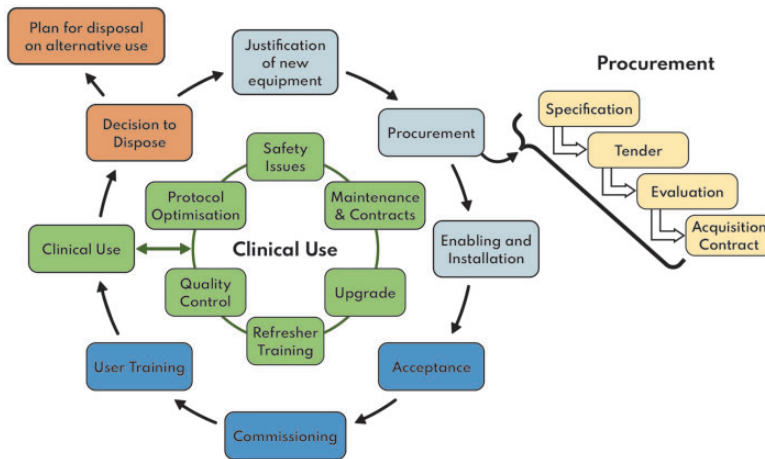 Plan for disposal
on alternative use
Justification
of new
equipment
Procurement
Specification
Tender
Evaluation
Acquisition
Contract
Decision to
Dispose
Procurement
Safety
Issues
Protocol
Optimisation
Maintenance
& Contracts
Clinical Use
Clinical Use
Enabling and
Installation
Quality
Control
Upgrade
Refresher
Training
User Training
Acceptance
Commissioning